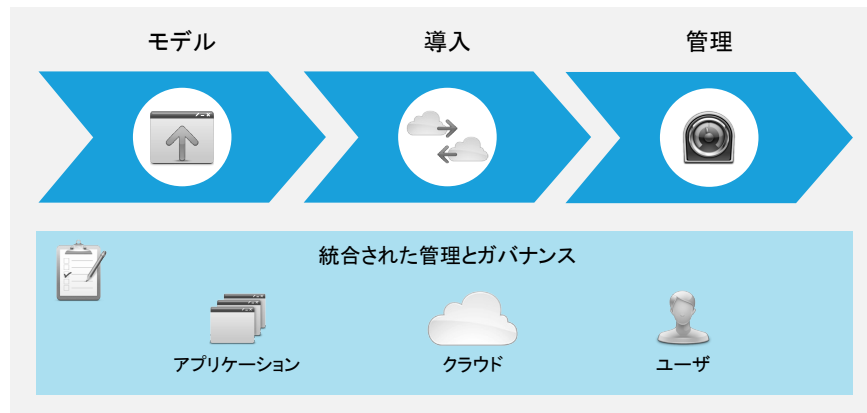 モデル
導入
管理
統合された管理とガバナンス
アプリケーション
クラウド
ユーザ